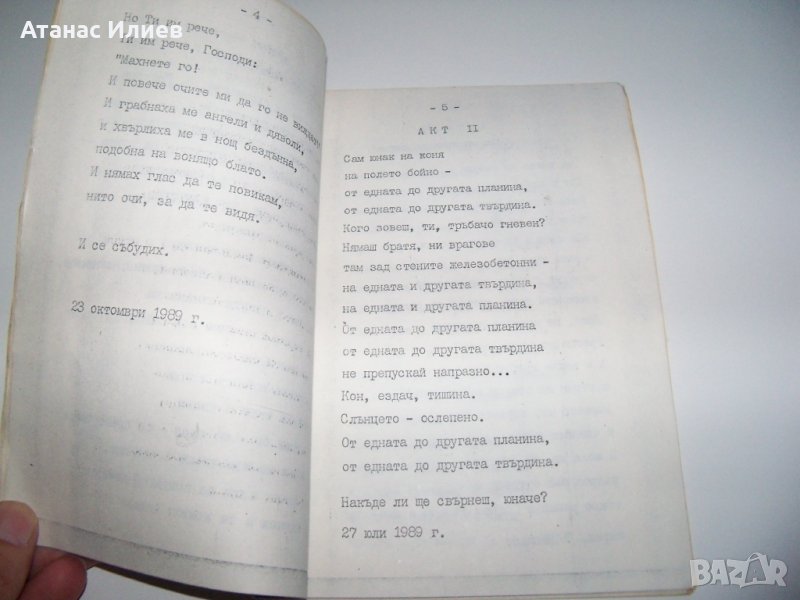 Атанас Илиев
- 4 -
Но Ти им рече,
Ти им рече, Господи:
"Махнете го!
И повече очите ми да го не виждат"
И грабнаха ме ангели и дяволи,
и хвърлиха ме в нощ бездънна,
подобна на вонящо блато.
И нямах глас да те повикам,
нито очи, за да те видя.
И се събудих.
23 октомври 1989 г.
- 5 -
АКТ II
Сам юнак на коня
на полето бойно -
от едната до другата планина,
от едната до другата твърдина.
Кого зовеш, ти, тръбачо гневен?
Нямаш братя, ни врагове
там зад стените железобетонни -
на едната и другата твърдина,
на едната и другата планина.
От едната до другата планина
от едната до другата твърдина
не препускай напразно...
Кон, ездач, тишина.
Слънцето - ослепено.
От едната до другата планина,
от едната до другата твърдина.
Накъде ли ще свърнеш, юначе?
27 юли 1989 г.
BAZAR